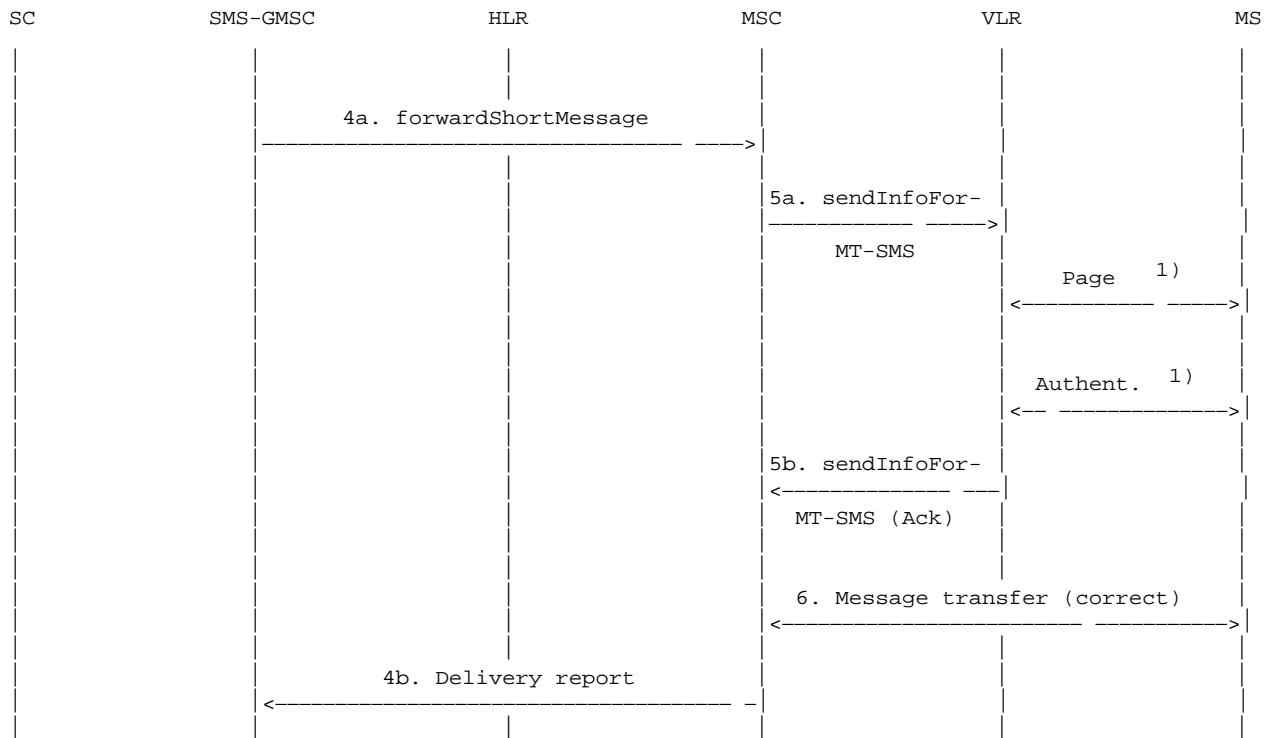 SC SMS-GMSC HLR MSC VLR MS
4a. forwardShortMessage
5a. sendInfoFor-
MT-SMS
Page 1)
Authent. 1)
5b. sendInfoFor-
MT-SMS (Ack)
6. Message transfer (correct)
4b. Delivery report